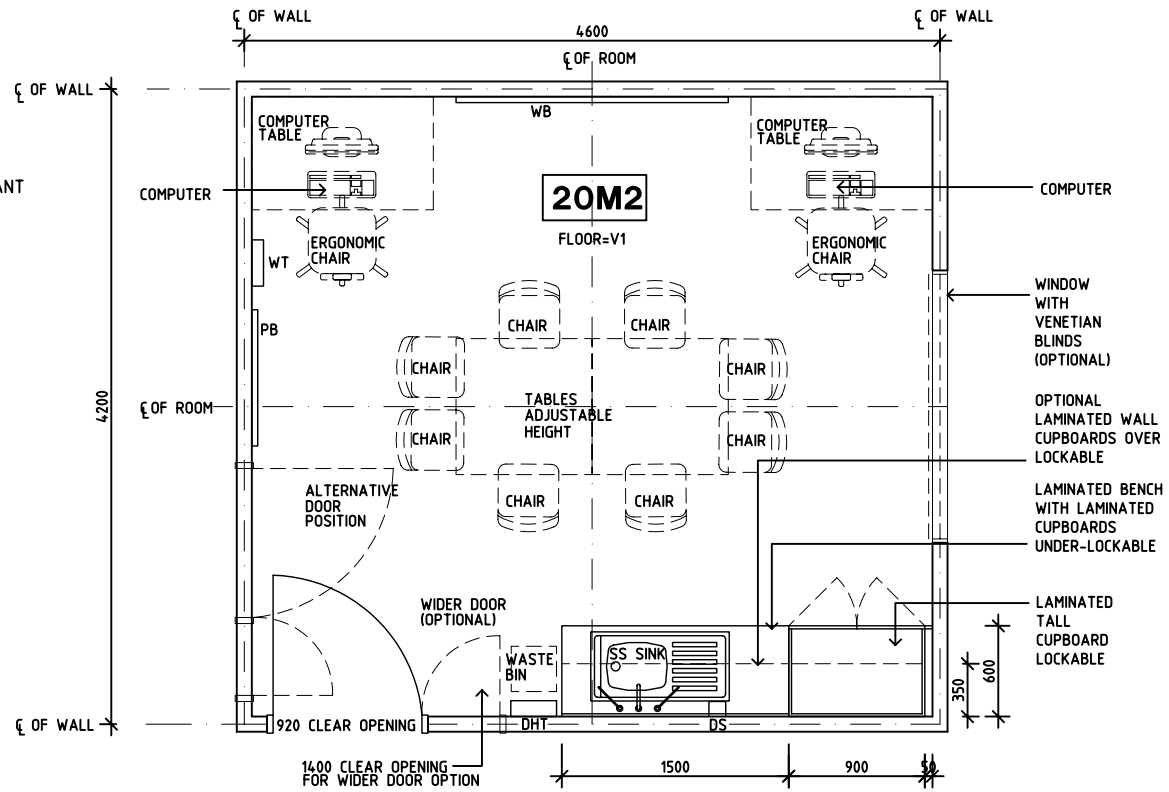 ℄ OF WALL
℄ OF WALL
4600
℄ OF ROOM
℄ OF WALL
WB
COMPUTER
TABLE
COMPUTER
TABLE
ANT
COMPUTER
20M2
COMPUTER
FLOOR=V1
ERGONOMIC
CHAIR
ERGONOMIC
CHAIR
WT
WINDOW
WITH
VENETIAN
BLINDS
(OPTIONAL)
PB
CHAIR
CHAIR
CHAIR
CHAIR
4200
℄ OF ROOM
TABLES
ADJUSTABLE
HEIGHT
OPTIONAL
LAMINATED WALL
CUPBOARDS OVER
LOCKABLE
CHAIR
CHAIR
CHAIR
CHAIR
ALTERNATIVE
DOOR
POSITION
LAMINATED BENCH
WITH LAMINATED
CUPBOARDS
UNDER-LOCKABLE
WIDER DOOR
(OPTIONAL)
LAMINATED
TALL
CUPBOARD
LOCKABLE
WASTE
BIN
SS SINK
350
600
℄ OF WALL
920 CLEAR OPENING
DHT
DS
1400 CLEAR OPENING
FOR WIDER DOOR OPTION
1500
900
50